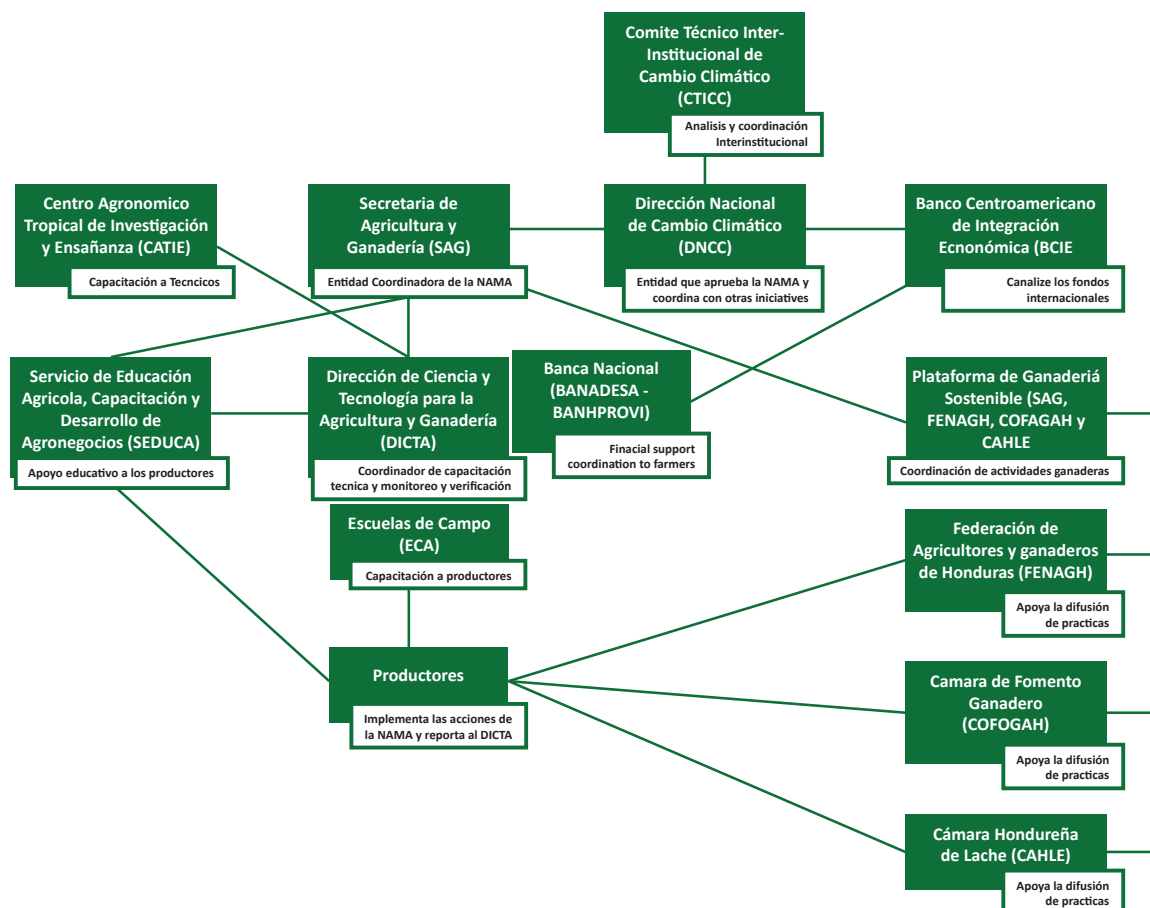 Comite Técnico Inter-
Institucional de
Cambio Climático
(CTICC)
Analisis y coordinación
Interinstitucional
Centro Agronomico
Tropical de Investigación
y Ensañanza (CATIE)
Capacitación a Tecncicos
Secretaria de
Agricultura y
Ganadería (SAG)
Entidad Coordinadora de la NAMA
Dirección Nacional
de Cambio Climático
(DNCC)
Entidad que aprueba la NAMA y
coordina con otras iniciatives
Banco Centroamericano
de Integración
Ecnonómica (BCIE)
Canalize los fondos
internacionales
Servicio de Educación
Agricola, Capacitación y
Desarrollo de
Agronegocios (SEDUCA)
Apoyo educativo a los productores
Dirección de Ciencia y
Tecnología para la
Agricultura y Ganadería
(DICTA)
Coordinador de capacitación
tecnica y monitoreo y verificación
Banca Nacional
(BANADESA -
BANHPROVI)
Finacial support
coordination to farmers
Plataforma de Ganaderiá
Sostenible (SAG,
FENAGH, COFAGAH y
CAHLE
Coordinación de actividades ganaderas
Escuelas de Campo
(ECA)
Capacitación a productores
Federación de
Agricultores y ganaderos
de Honduras (FENAGH)
Apoya la difusión
de practicas
Productores
Implementa las acciones de
la NAMA y reporta al DICTA
Camara de Fomento
Ganadero
(COFOGAH)
Apoya la difusión
de practicas
Cámara Hondureña
de Lache (CAHLE)
Apoya la difusión
de practicas